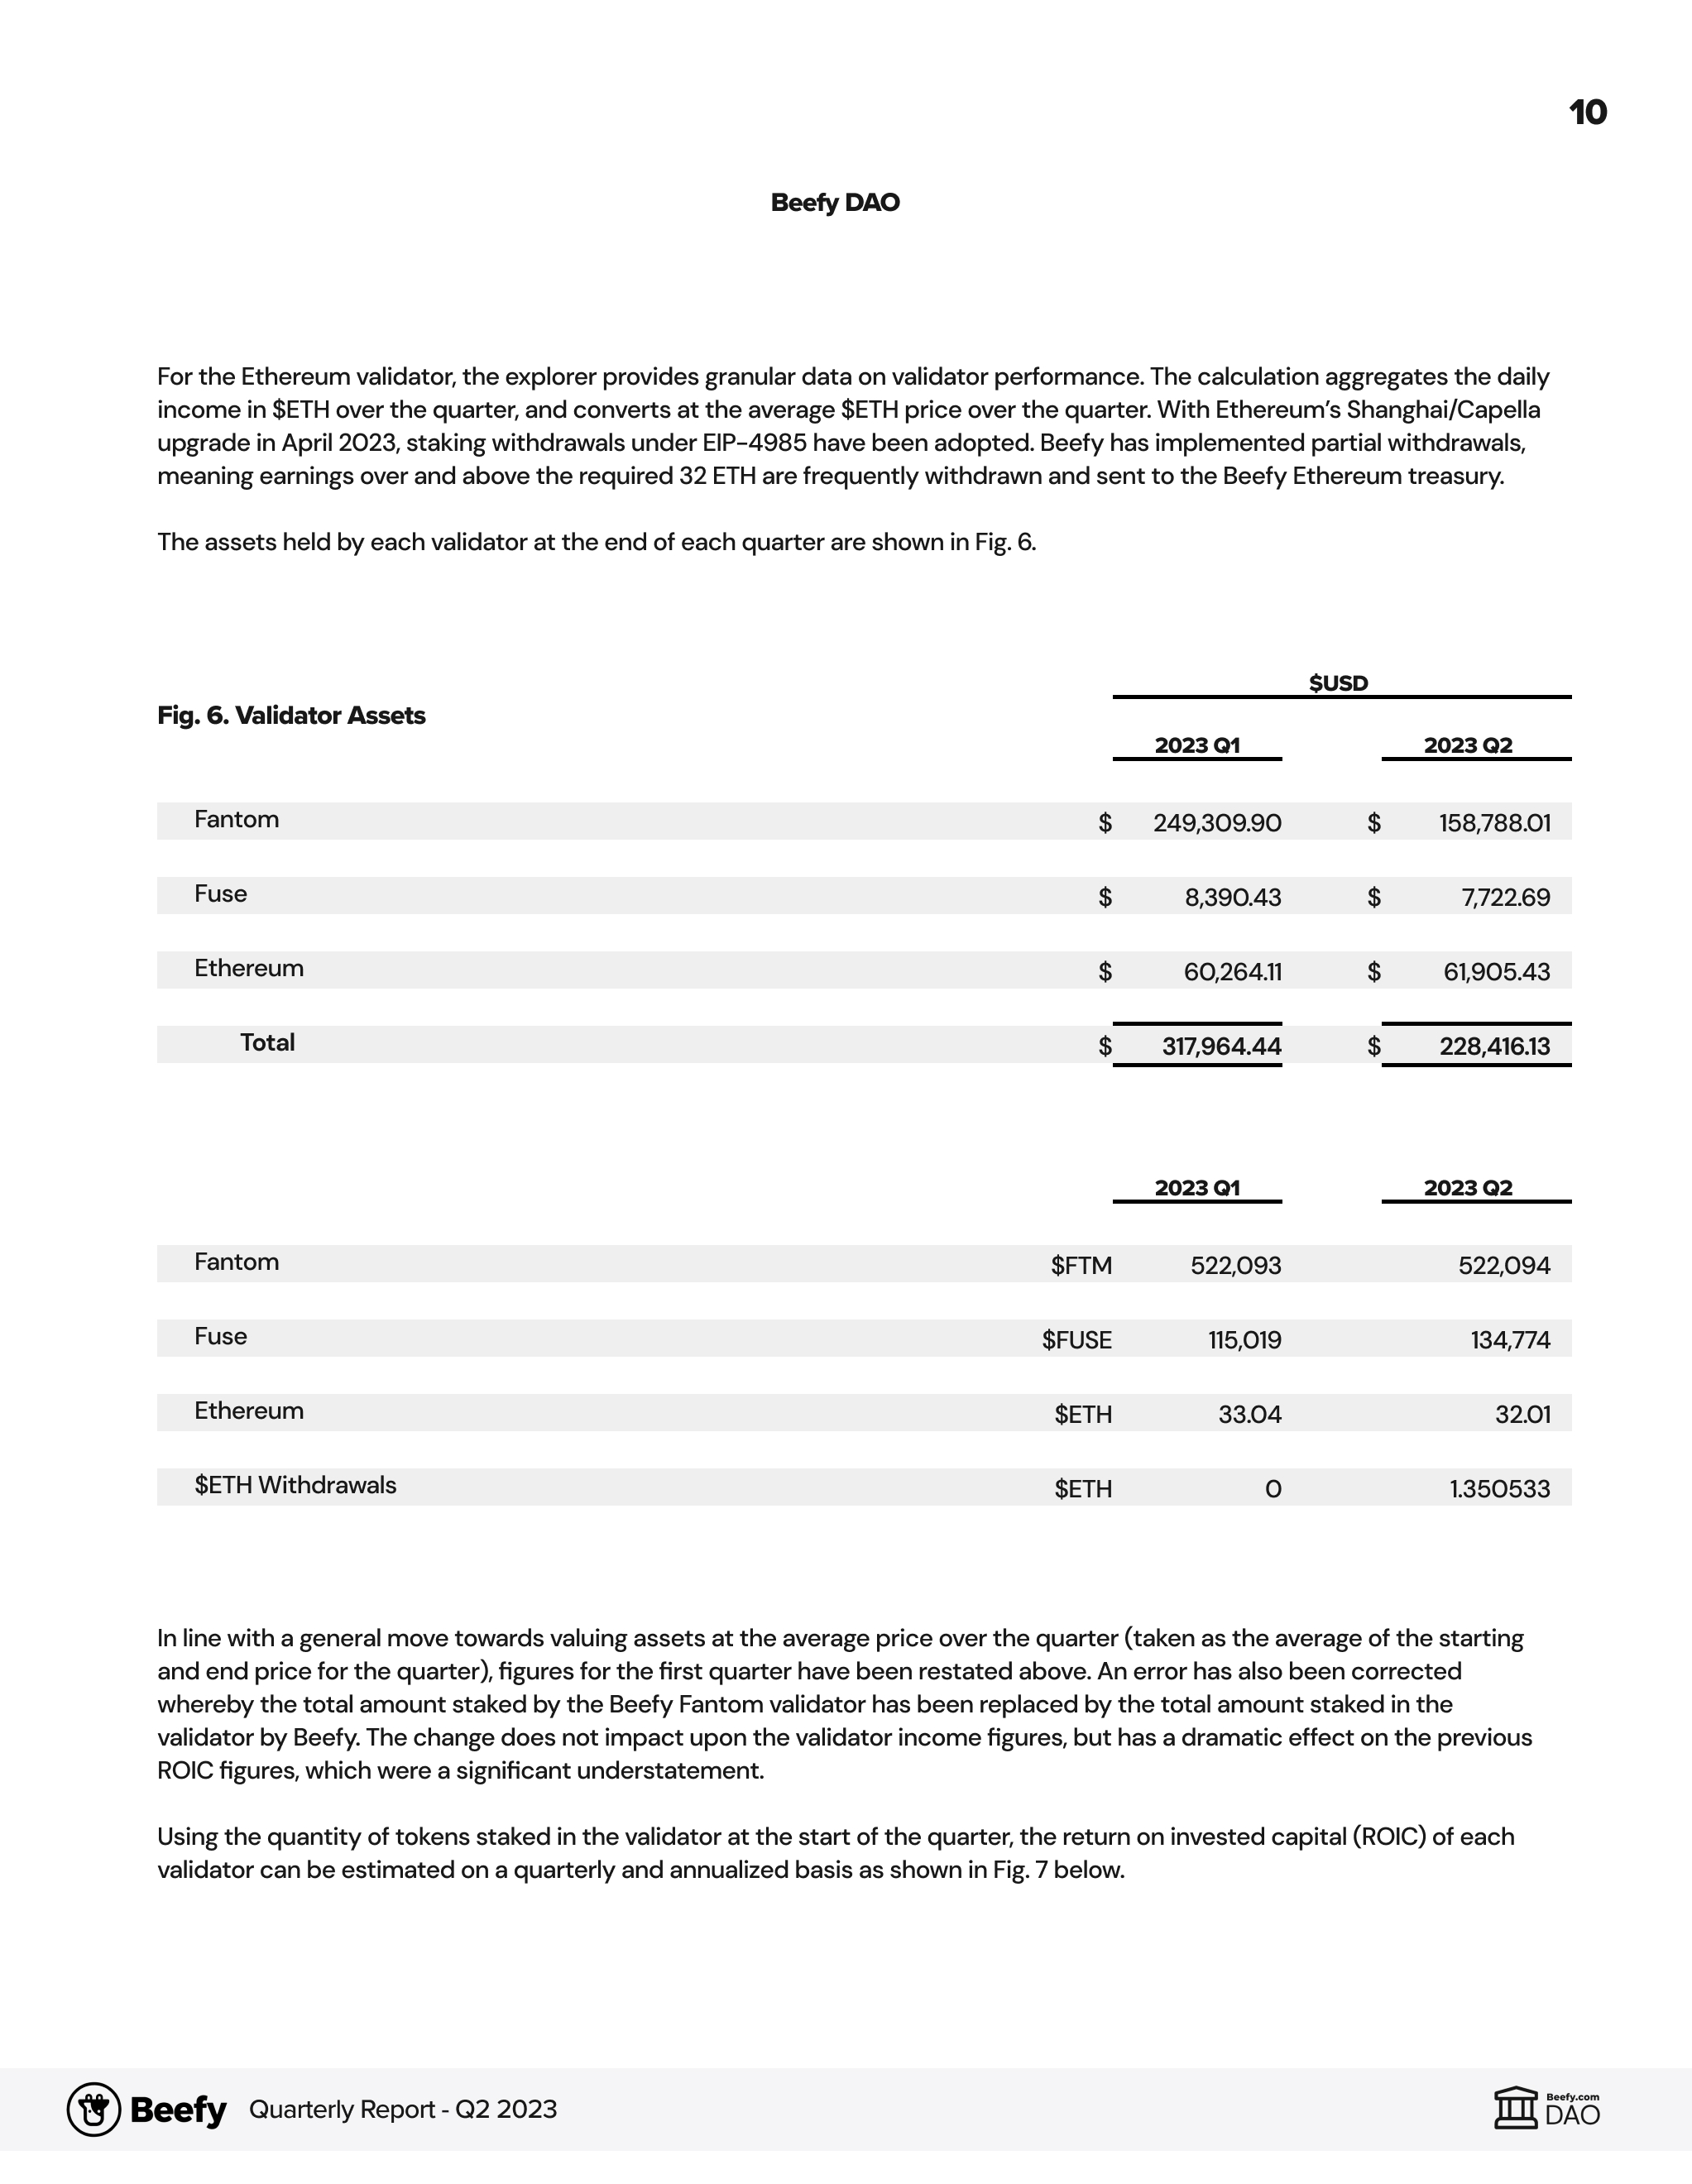 10
Beefy DAO
For the Ethereum validator, the explorer provides granular data on validator performance. The calculation aggregates the daily
income in $ETH over the quarter, and converts at the average $ETH price over the quarter. With Ethereum’s Shanghai/Capella
upgrade in April 2023, staking withdrawals under EIP-4985 have been adopted. Beefy has implemented partial withdrawals,
meaning earnings over and above the required 32 ETH are frequently withdrawn and sent to the Beefy Ethereum treasury.
The assets held by each validator at the end of each quarter are shown in Fig. 6.
$USD
Fig. 6. Validator Assets
2023 Q1 2023 Q2
Fantom $ 249,309.90 $ 158,788.01
Fuse $ 8,390.43 $ 7,722.69
Ethereum $ 60,264.11 $ 61,905.43
Total $ 317,964.44 $ 228,416.13
2023 Q1 2023 Q2
Fantom $FTM 522,093 522,094
Fuse $FUSE 115,019 134,774
Ethereum $ETH 33.04 32.01
$ETH Withdrawals $ETH 0 1.350533
In line with a general move towards valuing assets at the average price over the quarter (taken as the average of the starting
and end price for the quarter), figures for the first quarter have been restated above. An error has also been corrected
whereby the total amount staked by the Beefy Fantom validator has been replaced by the total amount staked in the
validator by Beefy. The change does not impact upon the validator income figures, but has a dramatic effect on the previous
ROIC figures, which were a significant understatement.
Using the quantity of tokens staked in the validator at the start of the quarter, the return on invested capital (ROIC) of each
validator can be estimated on a quarterly and annualized basis as shown in Fig. 7 below.
Beefy Quarterly Report - Q2 2023
Beefy.com
DAO